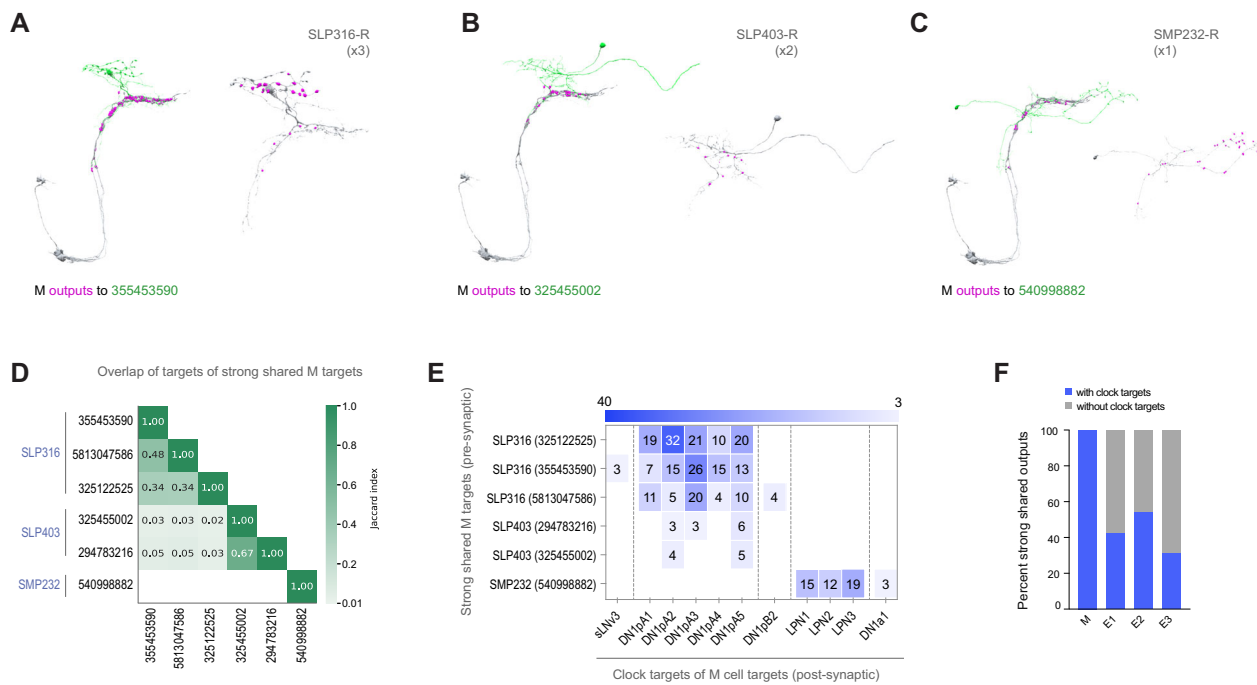 A
SLP316-R
(x3)
M outputs to 355453590
B
SLP403-R
(x2)
M outputs to 325455002
C
SMP232-R
(x1)
M outputs to 540998882
D
Overlap of targets of strong shared M targets
SLP316
SLP403
SMP232
355453590
1.00
5813047586
0.48 1.00
325122525
0.34 0.34 1.00
325455002
0.03 0.03 0.02 1.00
294783216
0.05 0.05 0.03 0.67 1.00
540998882
1.00
355453590
5813047586
325122525
325455002
294783216
540998882
1.0
0.8
0.6
0.4
0.2
0.01
Jaccard index
E
40
3
Strong shared M targets (pre-synaptic)
SLP316 (325122525)
19 32 21 10 20
SLP316 (355453590)
3 7 15 26 15 13
SLP316 (5813047586)
11 5 20 4 10 4
SLP403 (294783216)
3 3 6
SLP403 (325455002)
4 5
SMP232 (540998882)
15 12 19 3
sLNv3
DN1pA1
DN1pA2
DN1pA3
DN1pA4
DN1pA5
DN1pB2
LPN1
LPN2
LPN3
DN1a1
Clock targets of M cell targets (post-synaptic)
F
with clock targets
without clock targets
Percent strong shared outputs
100
80
60
40
20
0
M
E1
E2
E3